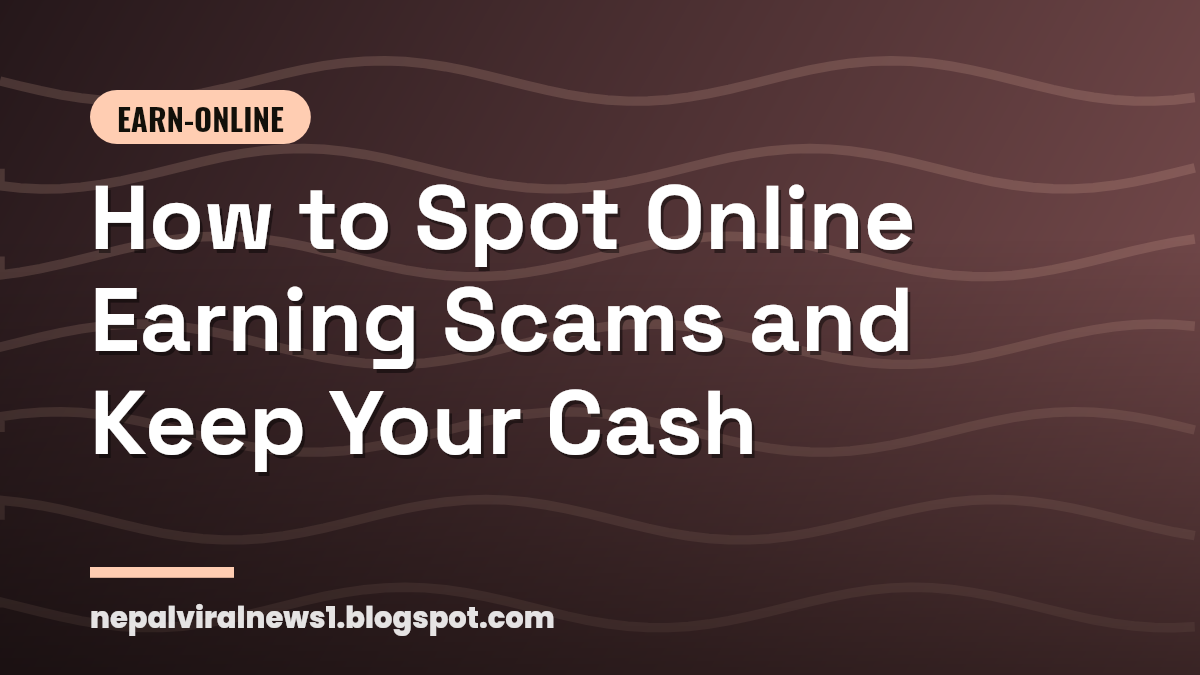 EARN-ONLINE
How to Spot Online
Earning Scams and
Keep Your Cash
nepalviralnews1.blogspot.com